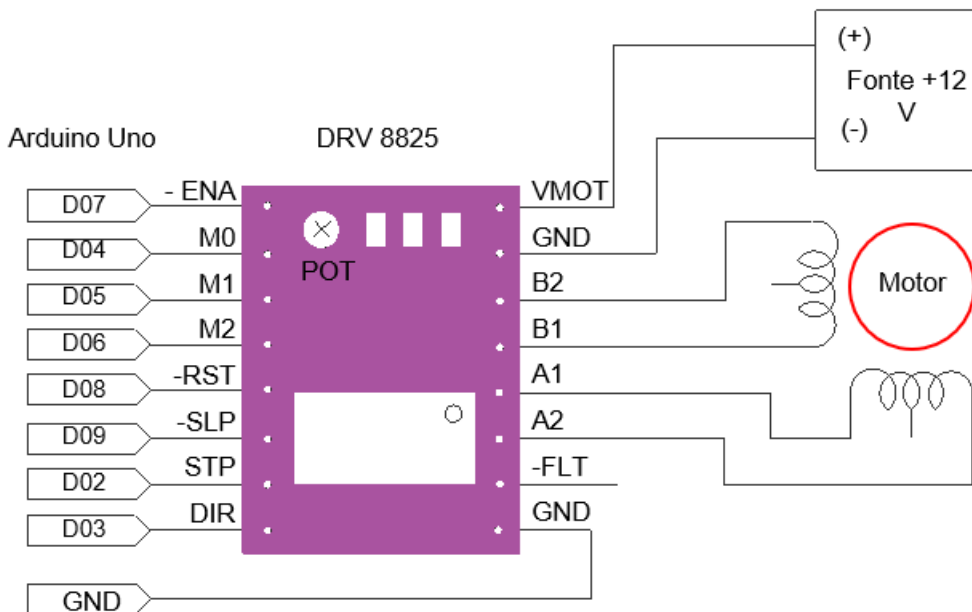 (+)
Fonte +12
V
(-)
Arduino Uno
DRV 8825
D07
- ENA
VMOT
D04
M0
GND
POT
D05
M1
B2
Motor
D06
M2
B1
D08
-RST
A1
D09
-SLP
A2
D02
STP
-FLT
D03
DIR
GND
GND